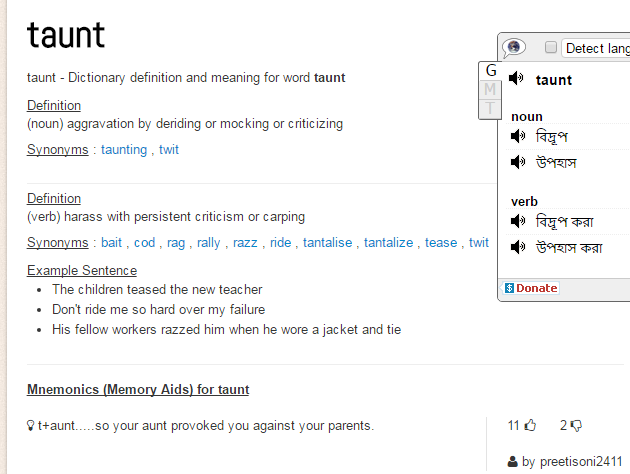 taunt
taunt - Dictionary definition and meaning for word taunt
Definition
(noun) aggravation by deriding or mocking or criticizing
Synonyms : taunting , twit
Definition
(verb) harass with persistent criticism or carping
Synonyms : bait , cod , rag , rally , razz , ride , tantalise , tantalize , tease , twit
Example Sentence
The children teased the new teacher
Don't ride me so hard over my failure
His fellow workers razzed him when he wore a jacket and tie
Mnemonics (Memory Aids) for taunt
t+aunt.....so your aunt provoked you against your parents.
11 2
by preetisoni2411
Detect lang
G
M
T
taunt
noun
বিদ্রূপ
উপহাস
verb
বিদ্রূপ করা
উপহাস করা
$ Donate